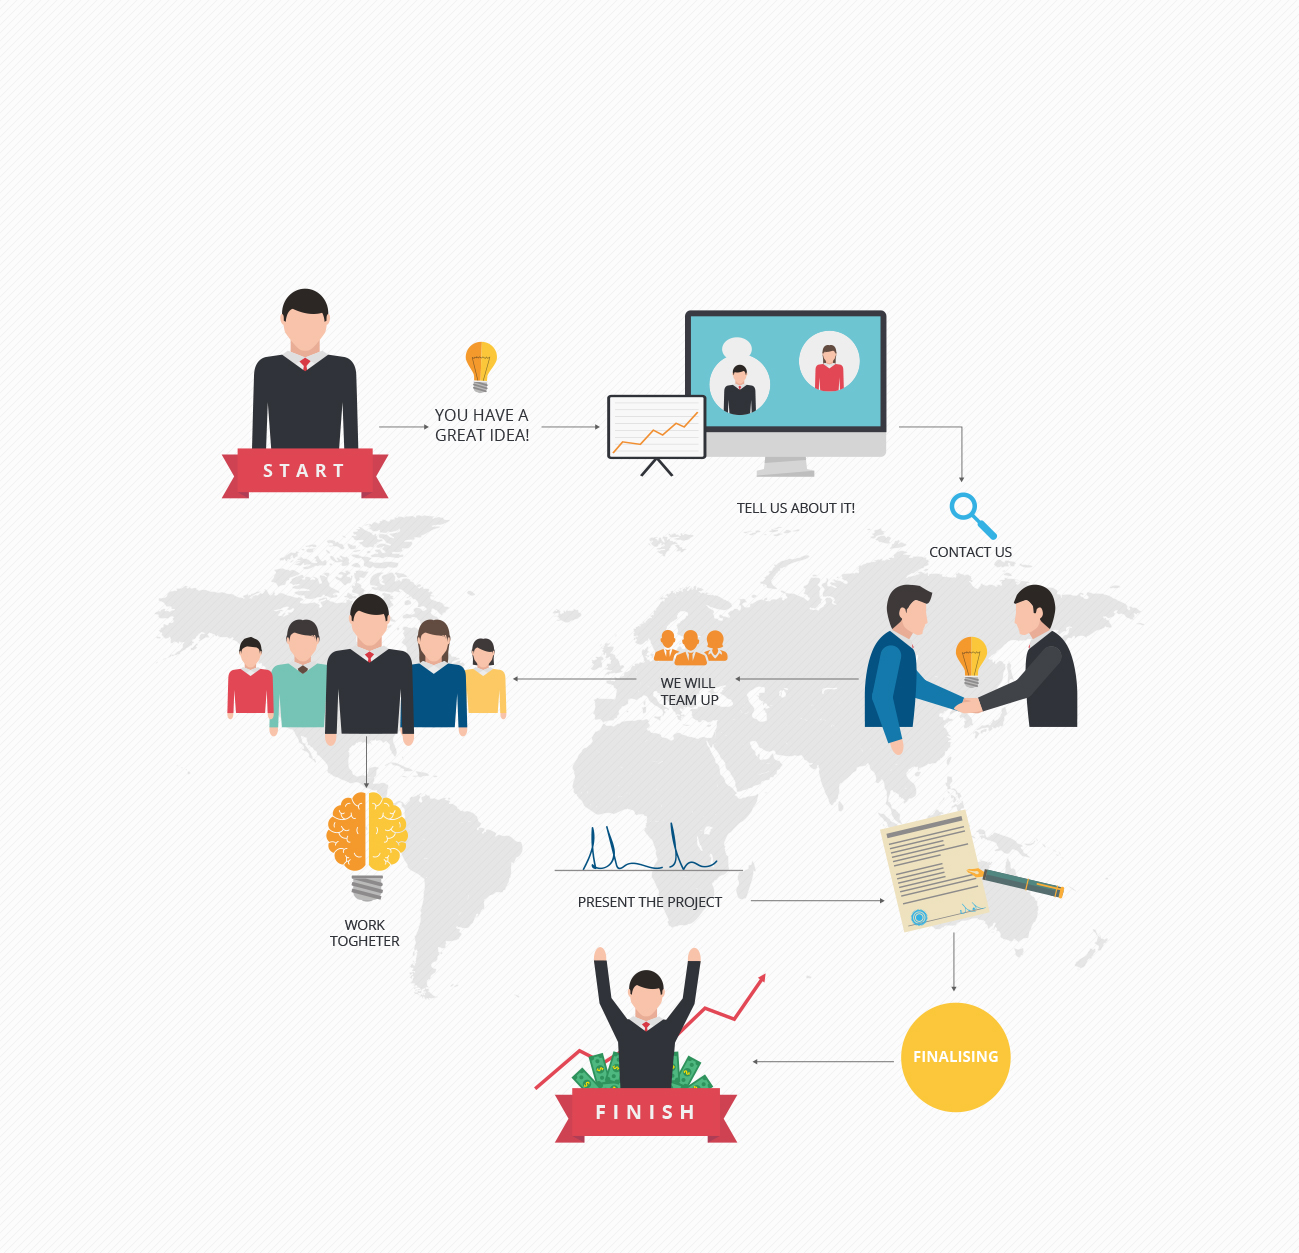 START
YOU HAVE A
GREAT IDEA!
TELL US ABOUT IT!
CONTACT US
WE WILL
TEAM UP
WORK
TOGHETER
PRESENT THE PROJECT
FINALISING
FINISH